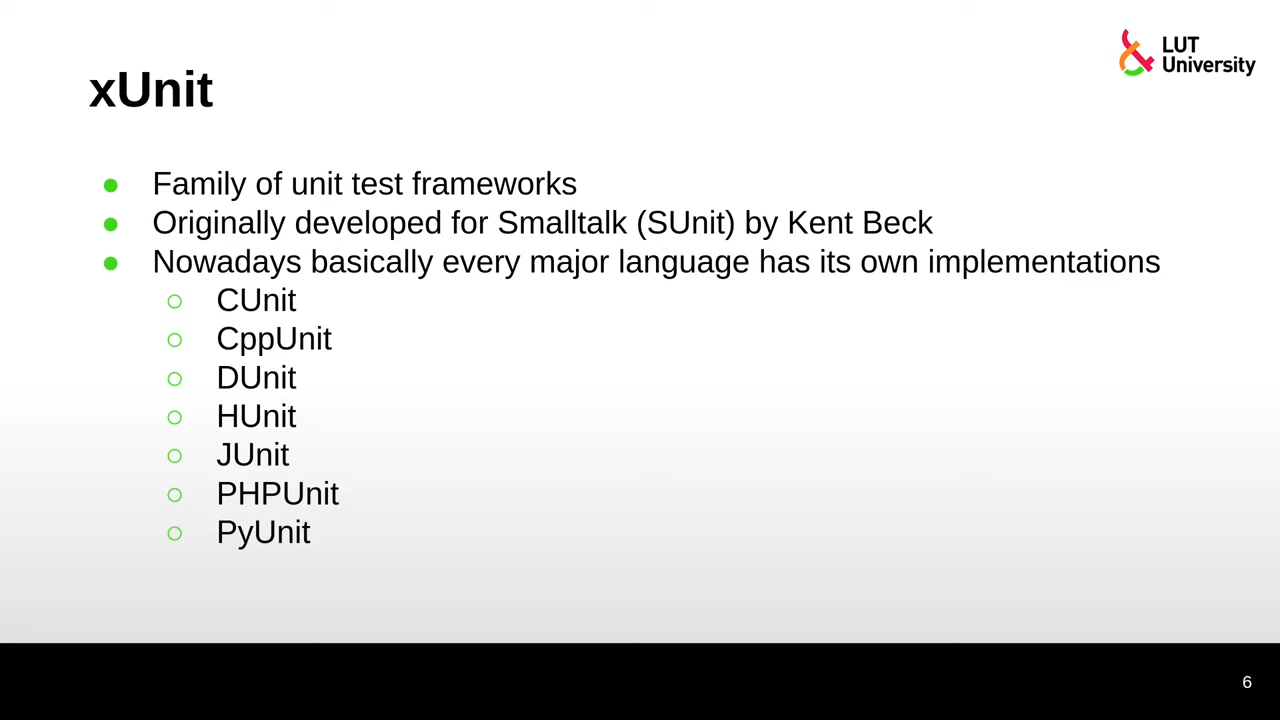 LUT
University
xUnit
● Family of unit test frameworks
● Originally developed for Smalltalk (SUnit) by Kent Beck
● Nowadays basically every major language has its own implementations
○ CUnit
○ CppUnit
○ DUnit
○ HUnit
○ JUnit
○ PHPUnit
○ PyUnit
6